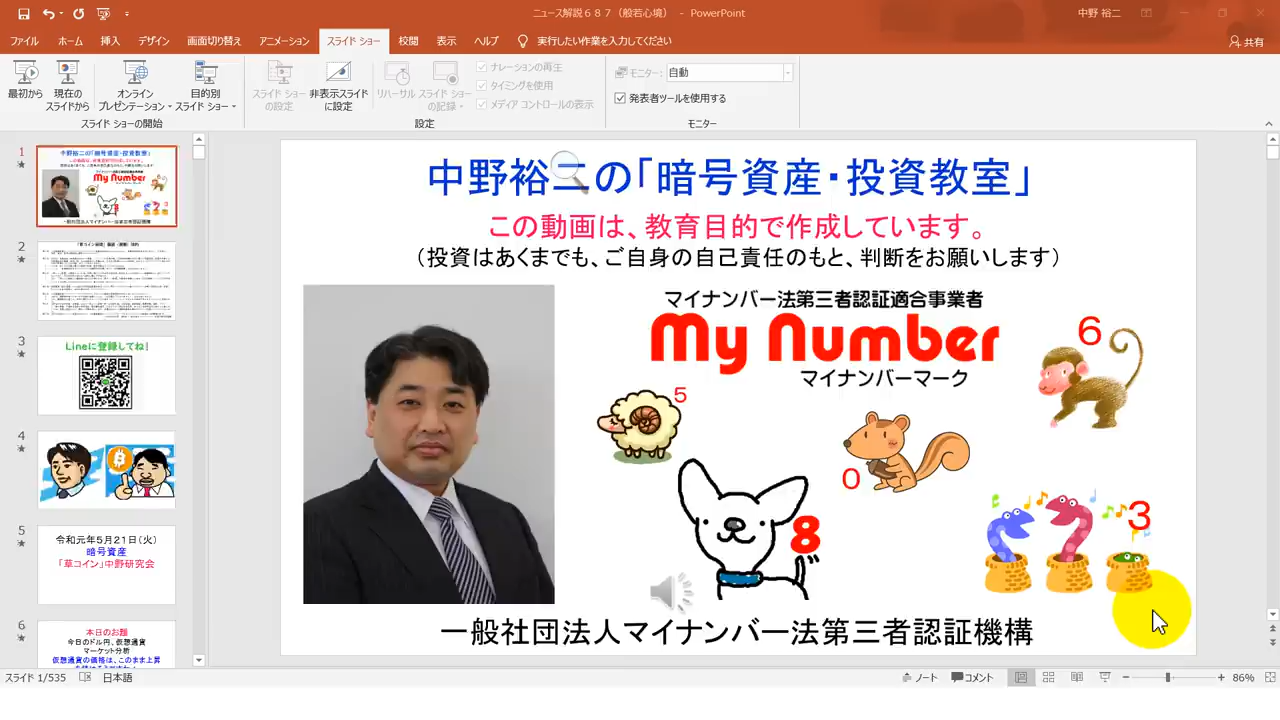 ニュース解説６８７（般若心境） - PowerPoint
中野 裕二
ファイル
ホーム
挿入
デザイン
画面切り替え
アニメーション
スライド ショー
校閲
表示
ヘルプ
実行したい作業を入力してください
共有
最初から
現在の
スライドから
オンライン
プレゼンテーション
目的別
スライド ショー
スライド ショー
の設定
非表示スライド
に設定
リハーサル
スライド ショー
の記録
ナレーションの再生
タイミングを使用
メディア コントロールの表示
モニター:
自動
発表者ツールを使用する
スライド ショーの開始
設定
モニター
1
2
3
Lineに登録してね!
4
5
令和元年5月21日(火)
暗号資産
「草コイン」中野研究会
6
本日のお題
今日のドル円、仮想通貨
マーケット分析
仮想通貨の価格は、このまま上昇
中野裕二の「暗号資産・投資教室」
この動画は、教育目的で作成しています。
（投資はあくまでも、ご自身の自己責任のもと、判断をお願いします）
マイナンバー法第三者認証適合事業者
My Number
マイナンバーマーク
6
5
0
8
3
一般社団法人マイナンバー法第三者認証機構
スライド 1/535
日本語
ノート
コメント
86%